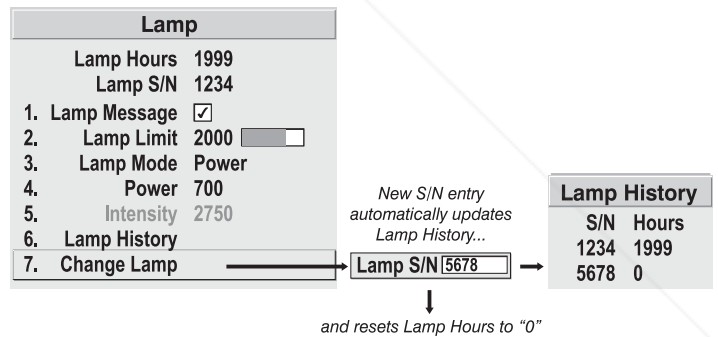 Lamp
Lamp Hours 1999
Lamp S/N 1234
1. Lamp Message ✓
2. Lamp Limit 2000
3. Lamp Mode Power
4. Power 700
5. Intensity 2750
6. Lamp History
7. Change Lamp
New S/N entry
automatically updates
Lamp History...
Lamp S/N 5678
and resets Lamp Hours to “0”
Lamp History
S/N Hours
1234 1999
5678 0